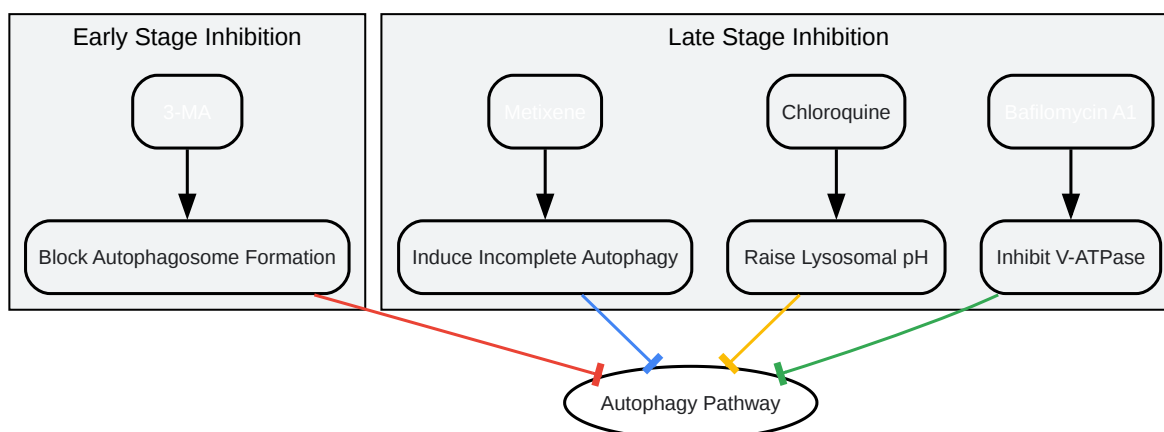 Early Stage Inhibition
Late Stage Inhibition
3-MA
Metixene
Chloroquine
Bafilomycin A1
Block Autophagosome Formation
Induce Incomplete Autophagy
Raise Lysosomal pH
Inhibit V-ATPase
Autophagy Pathway